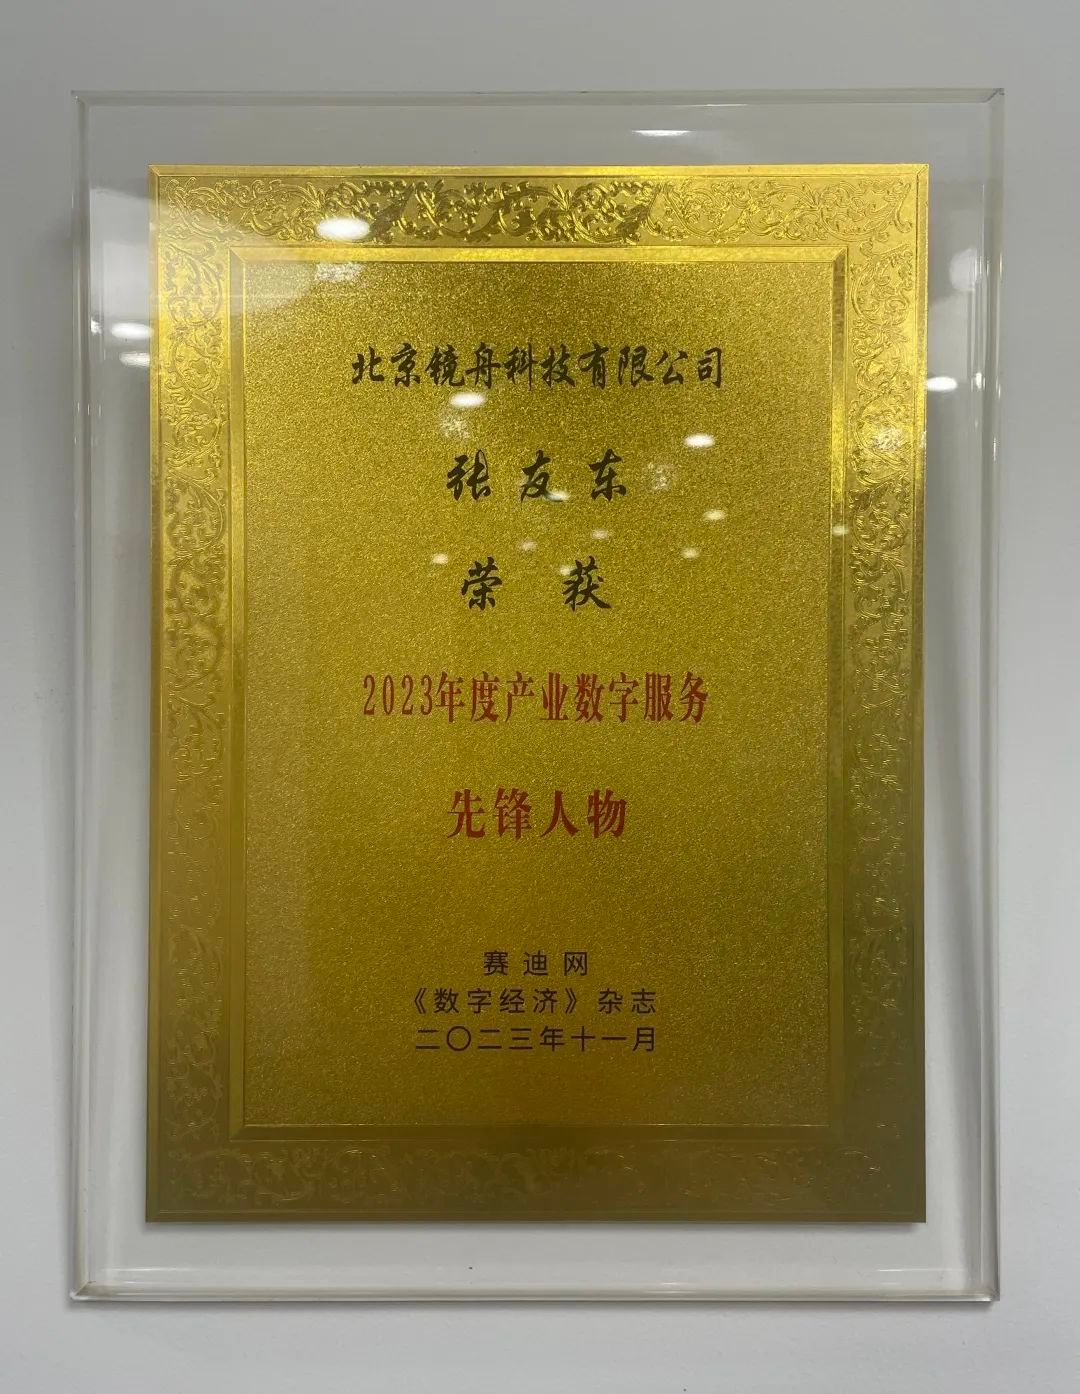 北京镜舟科技有限公司
张友东
荣获
2023年度产业数字服务
先锋人物
赛迪网
《数字经济》杂志
二〇二三年十一月